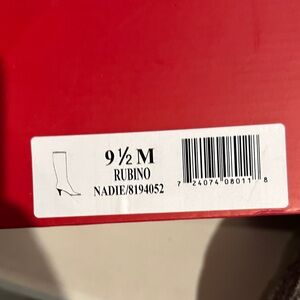 9 ½ M
RUBINO
NADIE/8194052
7 24074 08011 8